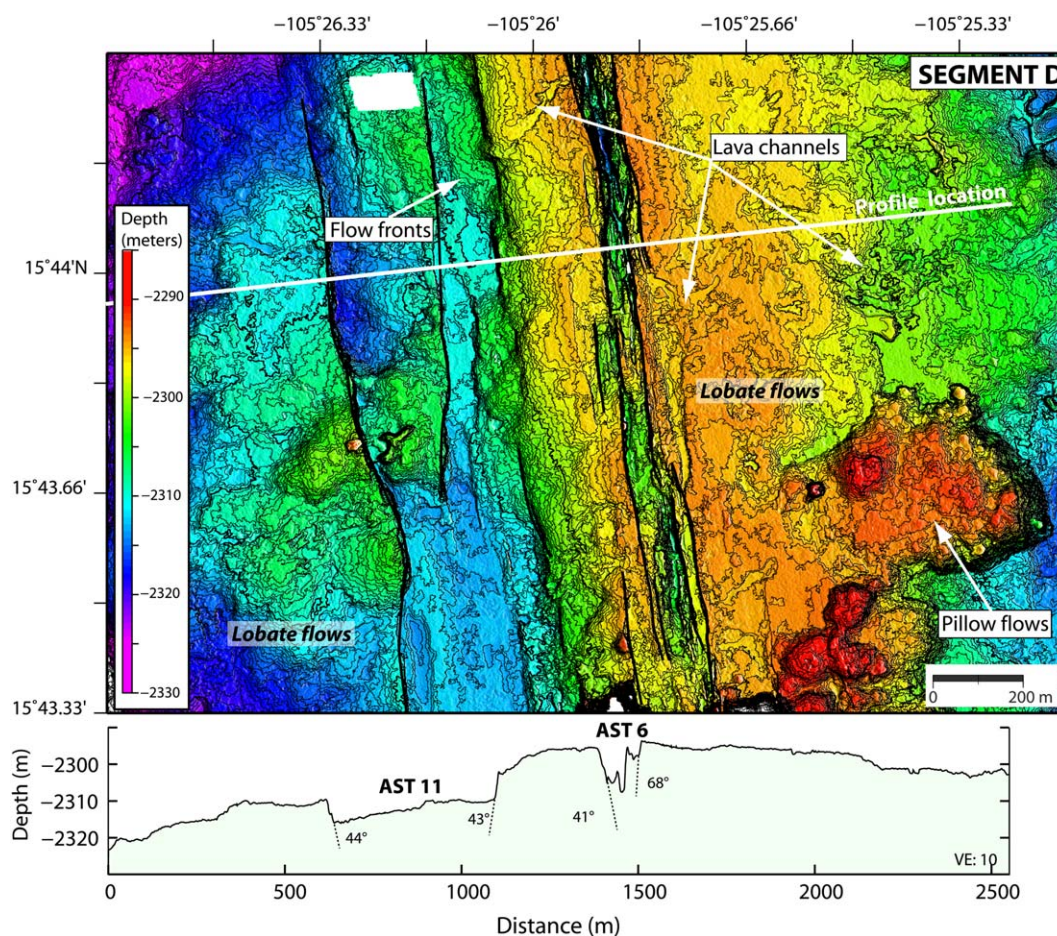 −105°26.33' −105°26' −105°25.66' −105°25.33'
SEGMENT D
Lava channels
Profile location
Flow fronts
Depth
(meters)
−2290
−2300
−2310
−2320
−2330
15°44'N
15°43.66'
15°43.33'
Lobate flows
Lobate flows
Pillow flows
0 200 m
AST 6
AST 11
68°
43°
41°
44°
VE: 10
Depth (m)
−2300
−2310
−2320
0 500 1000 1500 2000 2500
Distance (m)